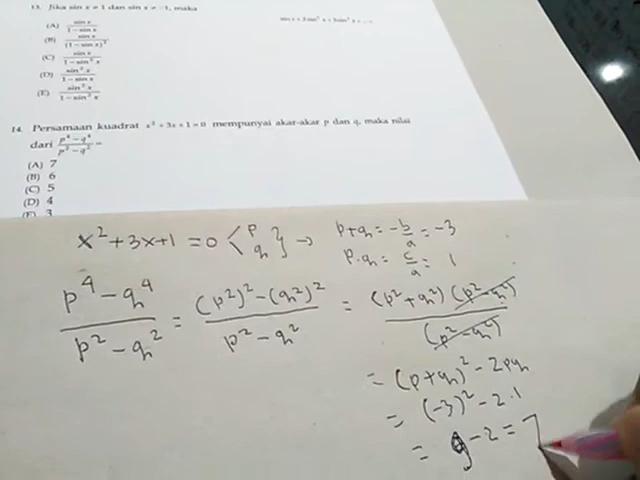 13. Jika sin x ≠ 1 dan sin x ≠ −1, maka
(A) sin x / 1 − sin x
(B) sin x / (1 − sin x)²
(C) sin x / 1 − sin² x
(D) sin² x / 1 − sin x
(E) sin² x / 1 − sin² x
14. Persamaan kuadrat x² + 3x + 1 = 0 mempunyai akar-akar p dan q, maka nilai
dari p⁴ − q⁴ / p² − q² =
(A) 7
(B) 6
(C) 5
(D) 4
(E) 3
x² + 3x + 1 = 0 < p q } → p + q = −b/a = −3
p . q = c/a = 1
p⁴ − q⁴ / p² − q² = (p²)² − (q²)² / p² − q² = (p² + q²) (p² − q²) / (p² − q²)
= (p + q)² − 2pq
= (−3)² − 2.1
= 9 − 2 = 7